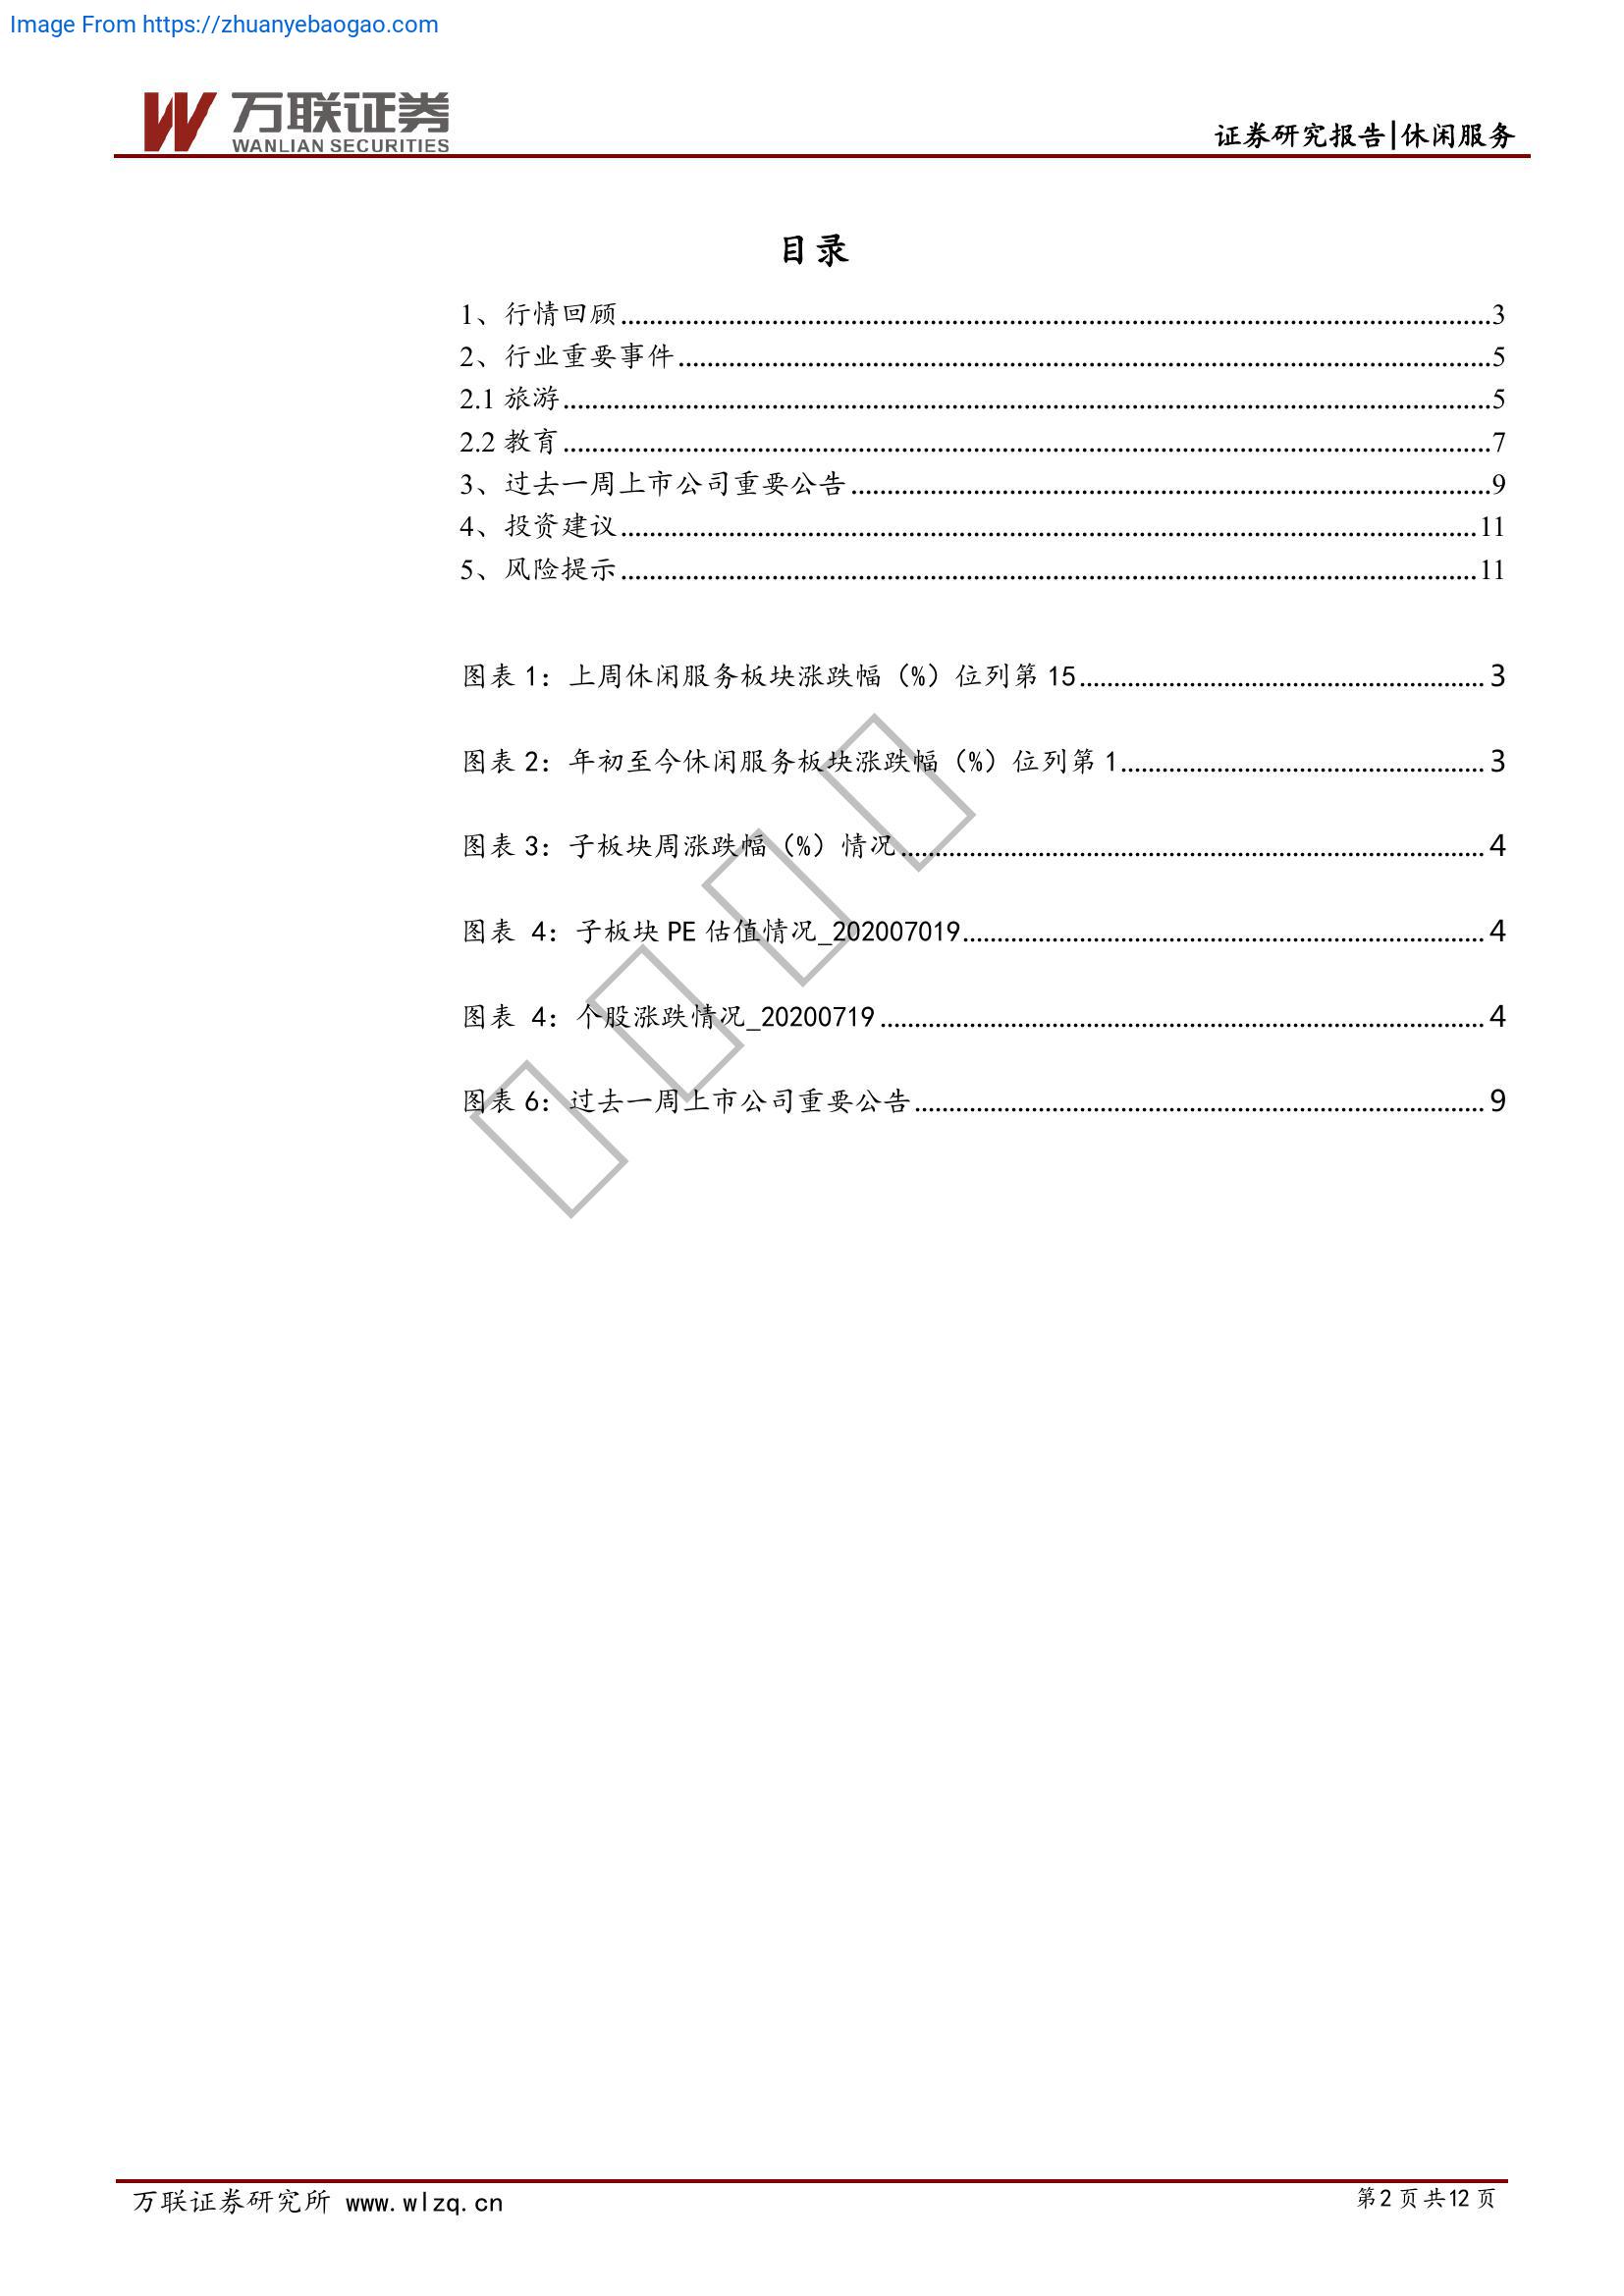 Image From https://zhuanyebaogao.com
万联证券
WANLIAN SECURITIES
证券研究报告|休闲服务
目录
1、行情回顾........3
2、行业重要事件........5
2.1 旅游........5
2.2 教育........7
3、过去一周上市公司重要公告........9
4、投资建议........11
5、风险提示........11
图表 1：上周休闲服务板块涨跌幅（%）位列第 15........3
图表 2：年初至今休闲服务板块涨跌幅（%）位列第 1........3
图表 3：子板块周涨跌幅（%）情况........4
图表 4：子板块 PE 估值情况_202007019........4
图表 4：个股涨跌情况_20200719........4
图表 6：过去一周上市公司重要公告........9
万联证券研究所 www.wlzq.cn
第 2 页 共 12 页